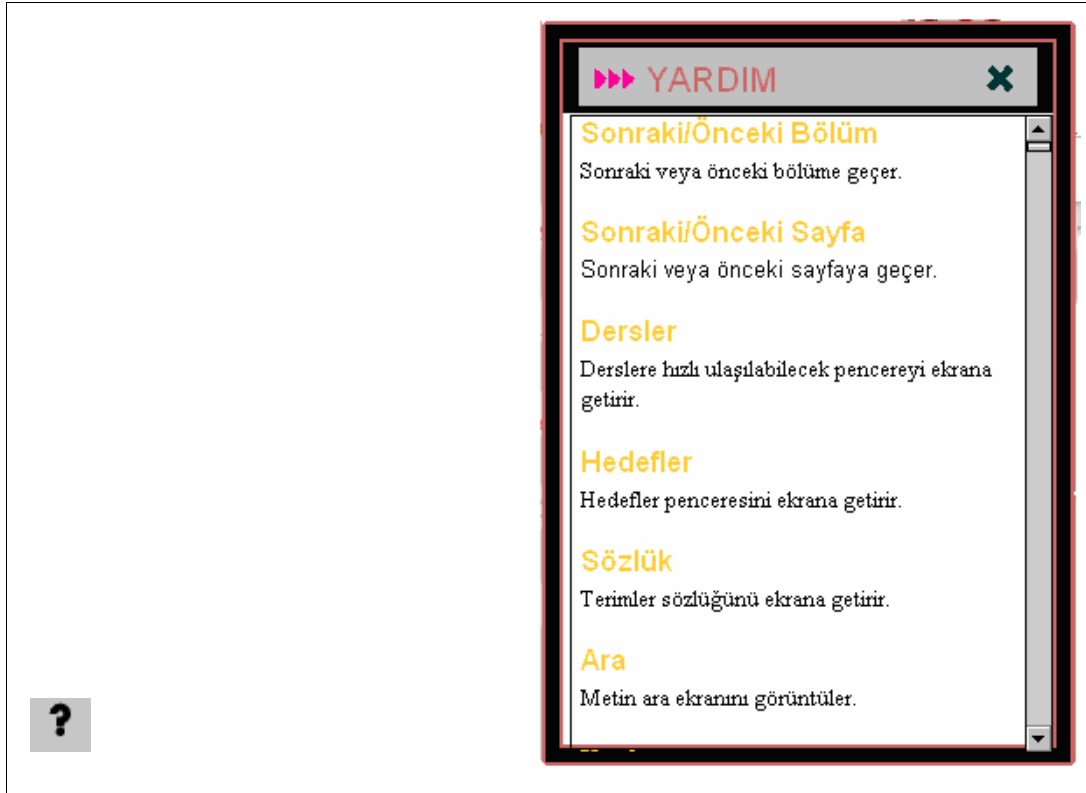 YARDIM
Sonraki/Önceki Bölüm
Sonraki veya önceki bölüme geçer.
Sonraki/Önceki Sayfa
Sonraki veya önceki sayfaya geçer.
Dersler
Derslere hızlı ulaşılabilecek pencereyi ekrana
getirir.
Hedefler
Hedefler penceresini ekrana getirir.
Sözlük
Terimler sözlüğünü ekrana getirir.
Ara
Metin ara ekranını görüntüler.
?